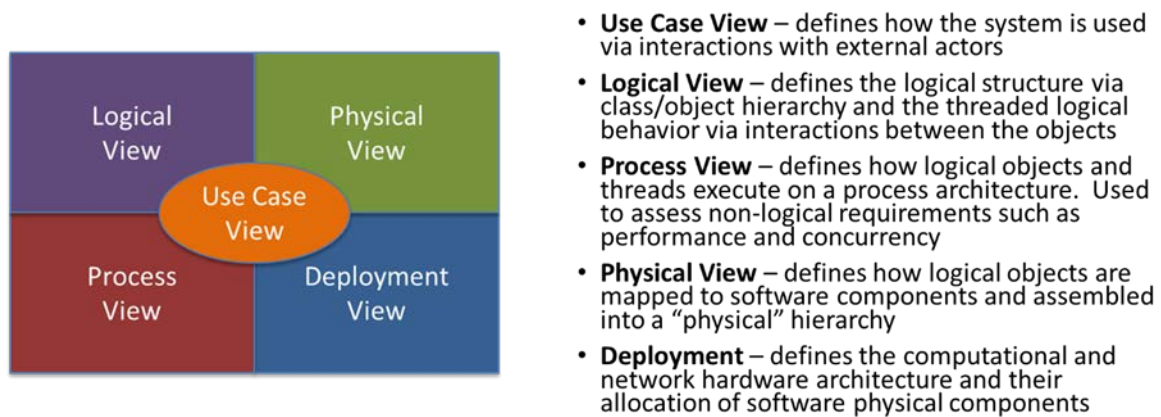 Logical
View
Physical
View
Use Case
View
Process
View
Deployment
View
• Use Case View – defines how the system is used
via interactions with external actors
• Logical View – defines the logical structure via
class/object hierarchy and the threaded logical
behavior via interactions between the objects
• Process View – defines how logical objects and
threads execute on a process architecture.  Used
to assess non-logical requirements such as
performance and concurrency
• Physical View – defines how logical objects are
mapped to software components and assembled
into a “physical” hierarchy
• Deployment – defines the computational and
network hardware architecture and their
allocation of software physical components